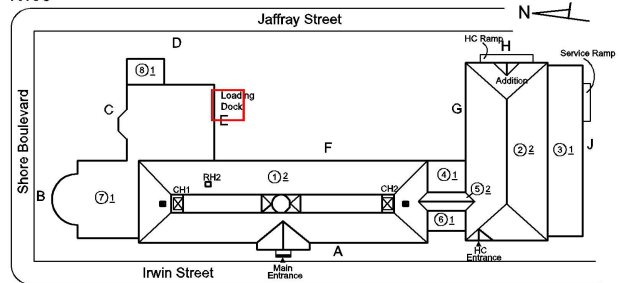 Jaffray Street
N
D
HC Ramp
H
Service Ramp
⑧ 1
Addition
Loading
Dock
C
E
G
Shore Boulevard
F
② 2
③ 1
J
④ 1
① 2
RH2
CH1
CH2
⑤ 2
B
⑦ 1
⑥ 1
A
HC
Entrance
Main
Entrance
Irwin Street